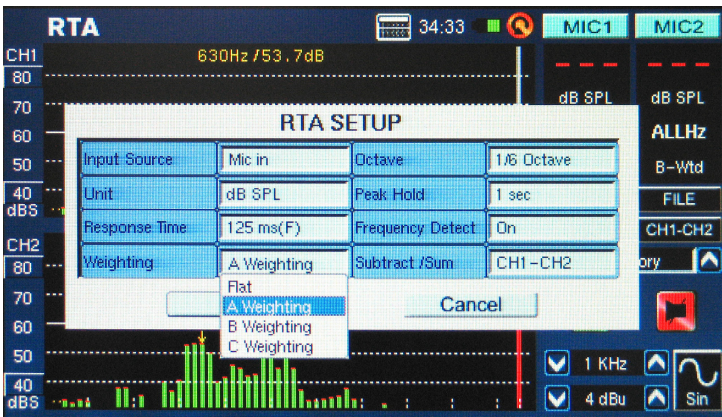 RTA
34:33
MIC1
MIC2
CH1
630Hz/53.7dB
80
70
60
50
40
dBS
dB SPL
dB SPL
ALLHz
B-Wtd
FILE
CH1-CH2
ory
RTA SETUP
Input Source
Mic in
Octave
1/6 Octave
Unit
dB SPL
Peak Hold
1 sec
Response Time
125 ms(F)
Frequency Detect
On
Weighting
A Weighting
Subtract /Sum
CH1-CH2
Flat
A Weighting
B Weighting
C Weighting
Cancel
CH2
80
70
60
50
40
dBS
1 KHz
4 dBu
Sin